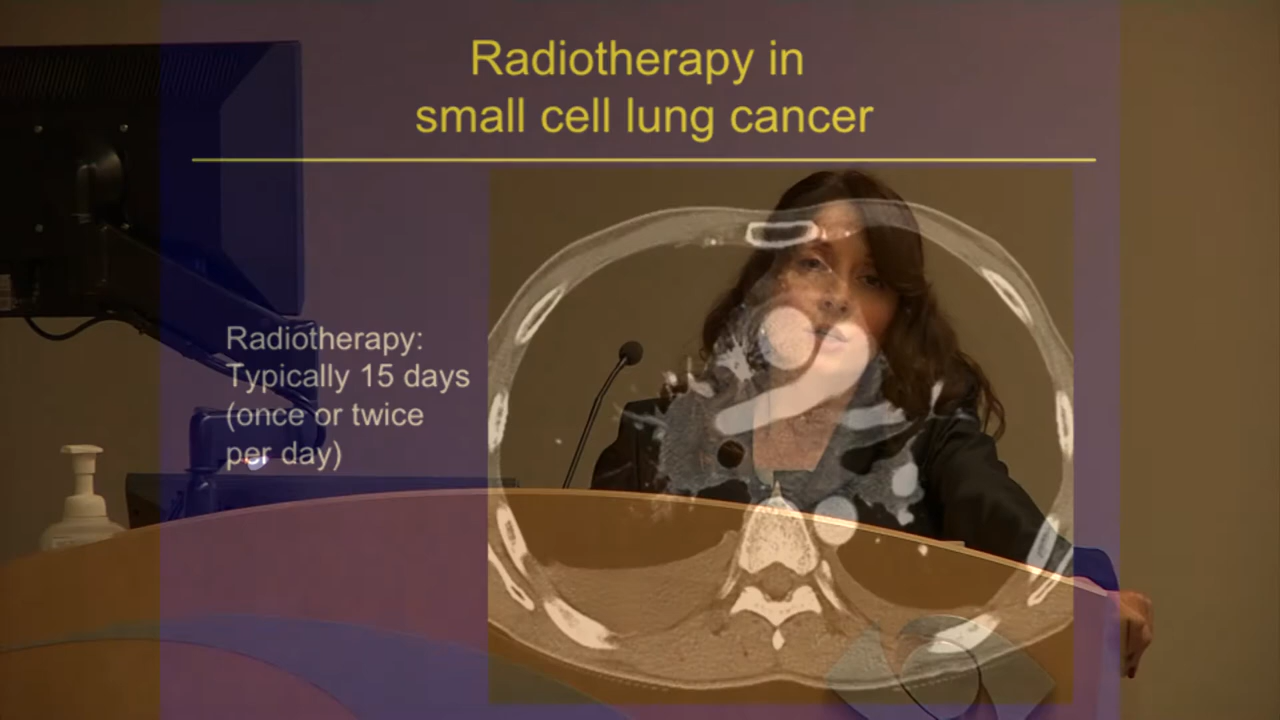 Radiotherapy in
small cell lung cancer
Radiotherapy:
Typically 15 days
(once or twice
per day)